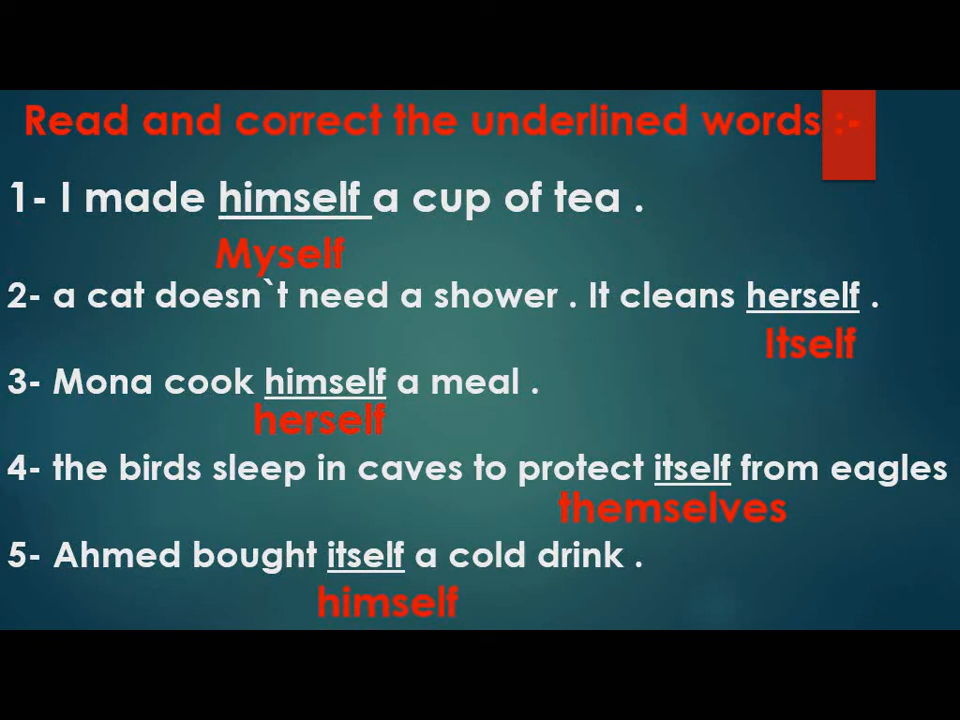 Read and correct the underlined words :-
1- I made himself a cup of tea .
Myself
2- a cat doesn`t need a shower . It cleans herself .
Itself
3- Mona cook himself a meal .
herself
4- the birds sleep in caves to protect itself from eagles
themselves
5- Ahmed bought itself a cold drink .
himself